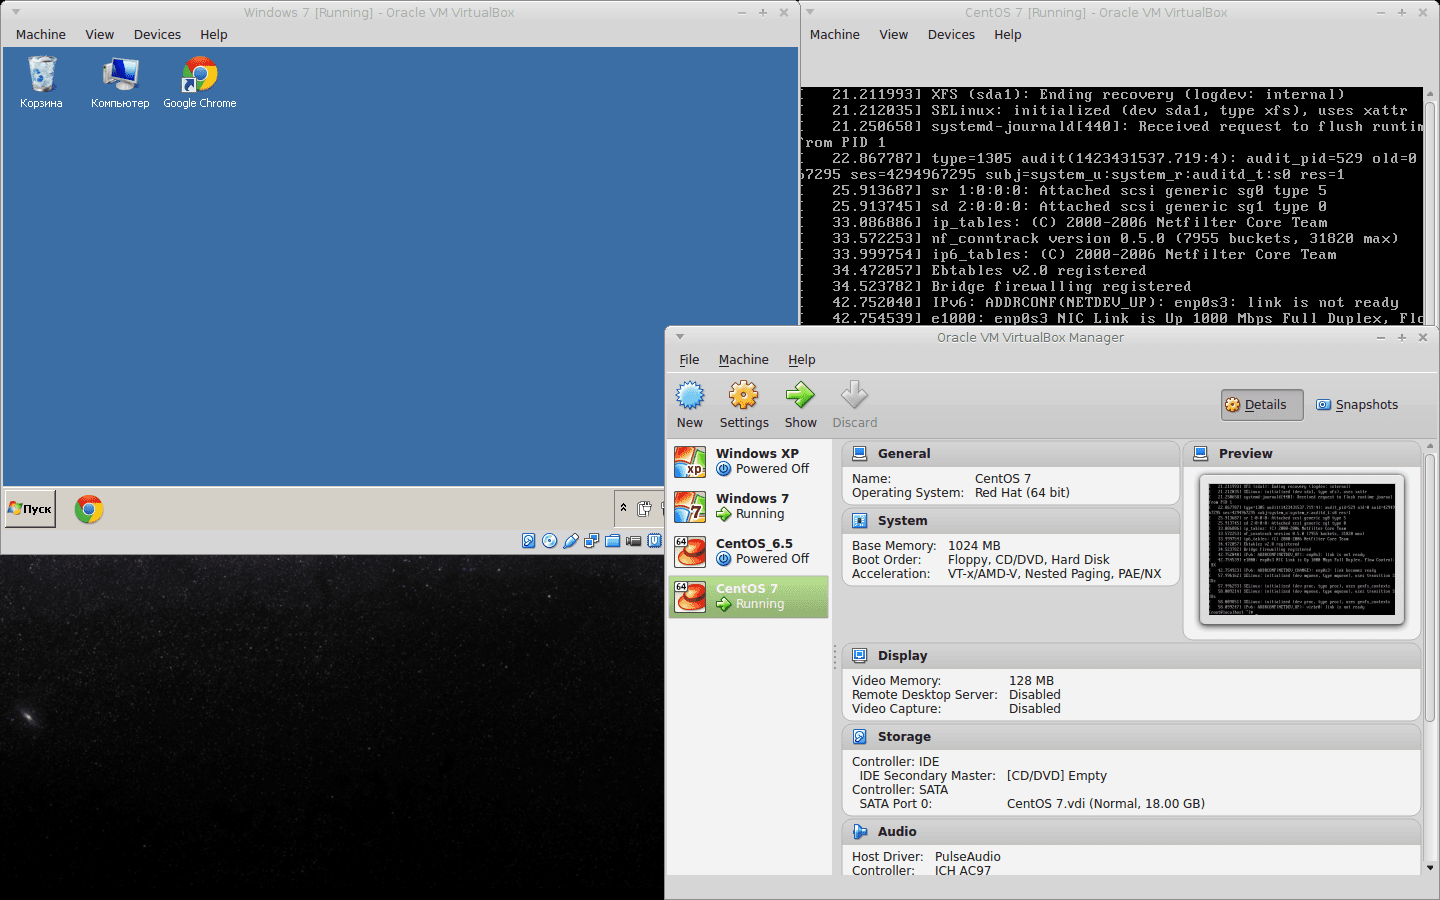 Windows 7 [Running] - Oracle VM VirtualBox
Machine View Devices Help
Корзина
Компьютер
Google Chrome
Пуск
CentOS 7 [Running] - Oracle VM VirtualBox
Machine View Devices Help
[ 21.211993] XFS (sda1): Ending recovery (logdev: internal)
[ 21.212035] SELinux: initialized (dev sda1, type xfs), uses xattr
[ 21.250658] systemd-journald[440]: Received request to flush runtim
from PID 1
[ 22.867787] type=1305 audit(1423431537.719:4): audit_pid=529 old=0
67295 ses=4294967295 subj=system_u:system_r:auditd_t:s0 res=1
[ 25.913687] sr 1:0:0:0: Attached scsi generic sg0 type 5
[ 25.913745] sd 2:0:0:0: Attached scsi generic sg1 type 0
[ 33.086886] ip_tables: (C) 2000-2006 Netfilter Core Team
[ 33.572253] nf_conntrack version 0.5.0 (7955 buckets, 31820 max)
[ 33.999754] ip6_tables: (C) 2000-2006 Netfilter Core Team
[ 34.472057] Ebtables v2.0 registered
[ 34.523782] Bridge firewalling registered
[ 42.752040] IPv6: ADDRCONF(NETDEV_UP): enp0s3: link is not ready
[ 42.754539] e1000: enp0s3 NIC Link is Up 1000 Mbps Full Duplex, Flo
Oracle VM VirtualBox Manager
File Machine Help
New Settings Show Discard
Details Snapshots
Windows XP
Powered Off
Windows 7
Running
64 CentOS_6.5
Powered Off
64 CentOS 7
Running
General
Name: CentOS 7
Operating System: Red Hat (64 bit)
System
Base Memory: 1024 MB
Boot Order: Floppy, CD/DVD, Hard Disk
Acceleration: VT-x/AMD-V, Nested Paging, PAE/NX
Preview
Display
Video Memory: 128 MB
Remote Desktop Server: Disabled
Video Capture: Disabled
Storage
Controller: IDE
IDE Secondary Master: [CD/DVD] Empty
Controller: SATA
SATA Port 0: CentOS 7.vdi (Normal, 18.00 GB)
Audio
Host Driver: PulseAudio
Controller: ICH AC97